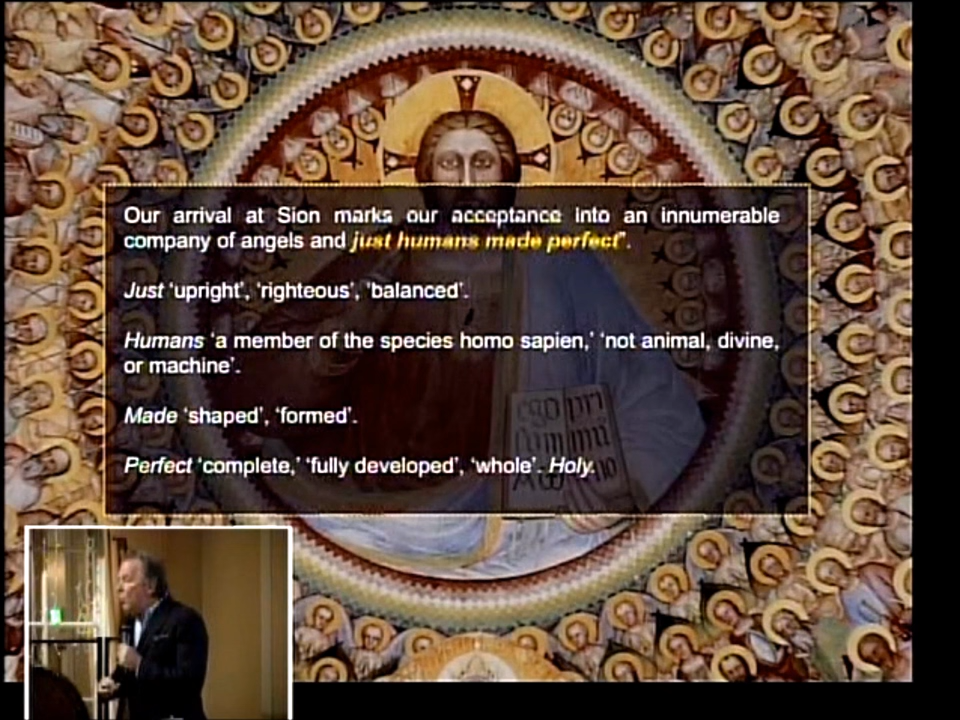 Our arrival at Sion marks our acceptance into an innumerable
company of angels and just humans made perfect”.
Just ‘upright’, ‘righteous’, ‘balanced’.
Humans ‘a member of the species homo sapien,’ ‘not animal, divine,
or machine’.
Made ‘shaped’, ‘formed’.
Perfect ‘complete,’ ‘fully developed’, ‘whole’. Holy.
ego pri